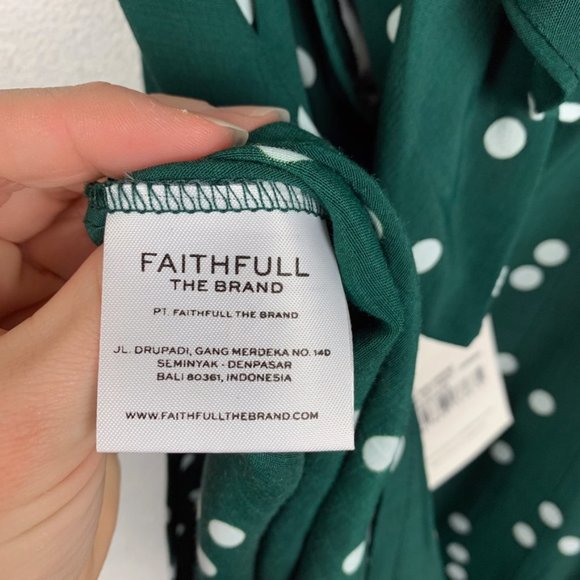 FAITHFULL
THE BRAND
PT. FAITHFULL THE BRAND
JL. DRUPADI, GANG MERDEKA NO. 14D
SEMINYAK - DENPASAR
BALI 80361, INDONESIA
WWW.FAITHFULLTHEBRAND.COM